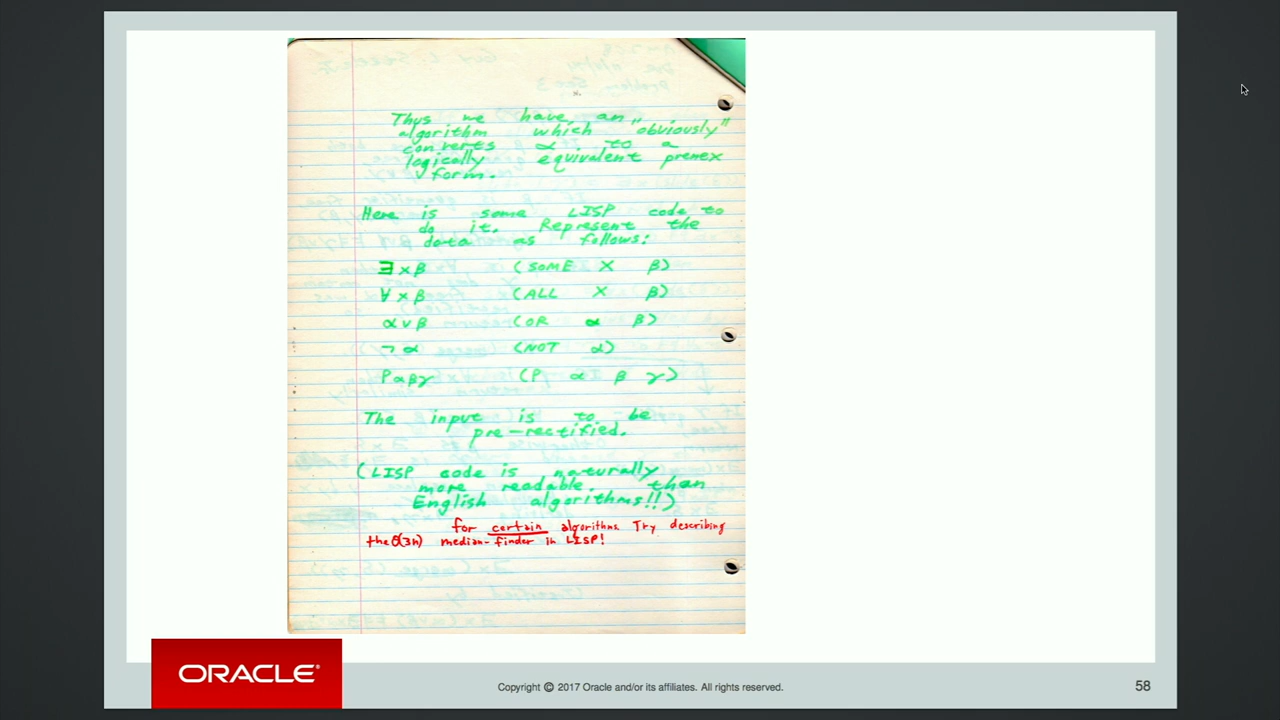 Thus we have, an
algorithm which "obviously"
converts α to a
logically equivalent prenex
form.
Here is some LISP code to
do it. Represent the
data as follows:
∃xβ (SOME X β)
∀xβ (ALL X β)
α∨β (OR α β)
¬α (NOT α)
Pαβγ (P α β γ)
The input is to be
pre-rectified.
(LISP code is naturally
more readable than
English algorithms!!)
for certain algorithms. Try describing
the O(3n) median-finder in LISP!
ORACLE
Copyright © 2017 Oracle and/or its affiliates. All rights reserved.
58